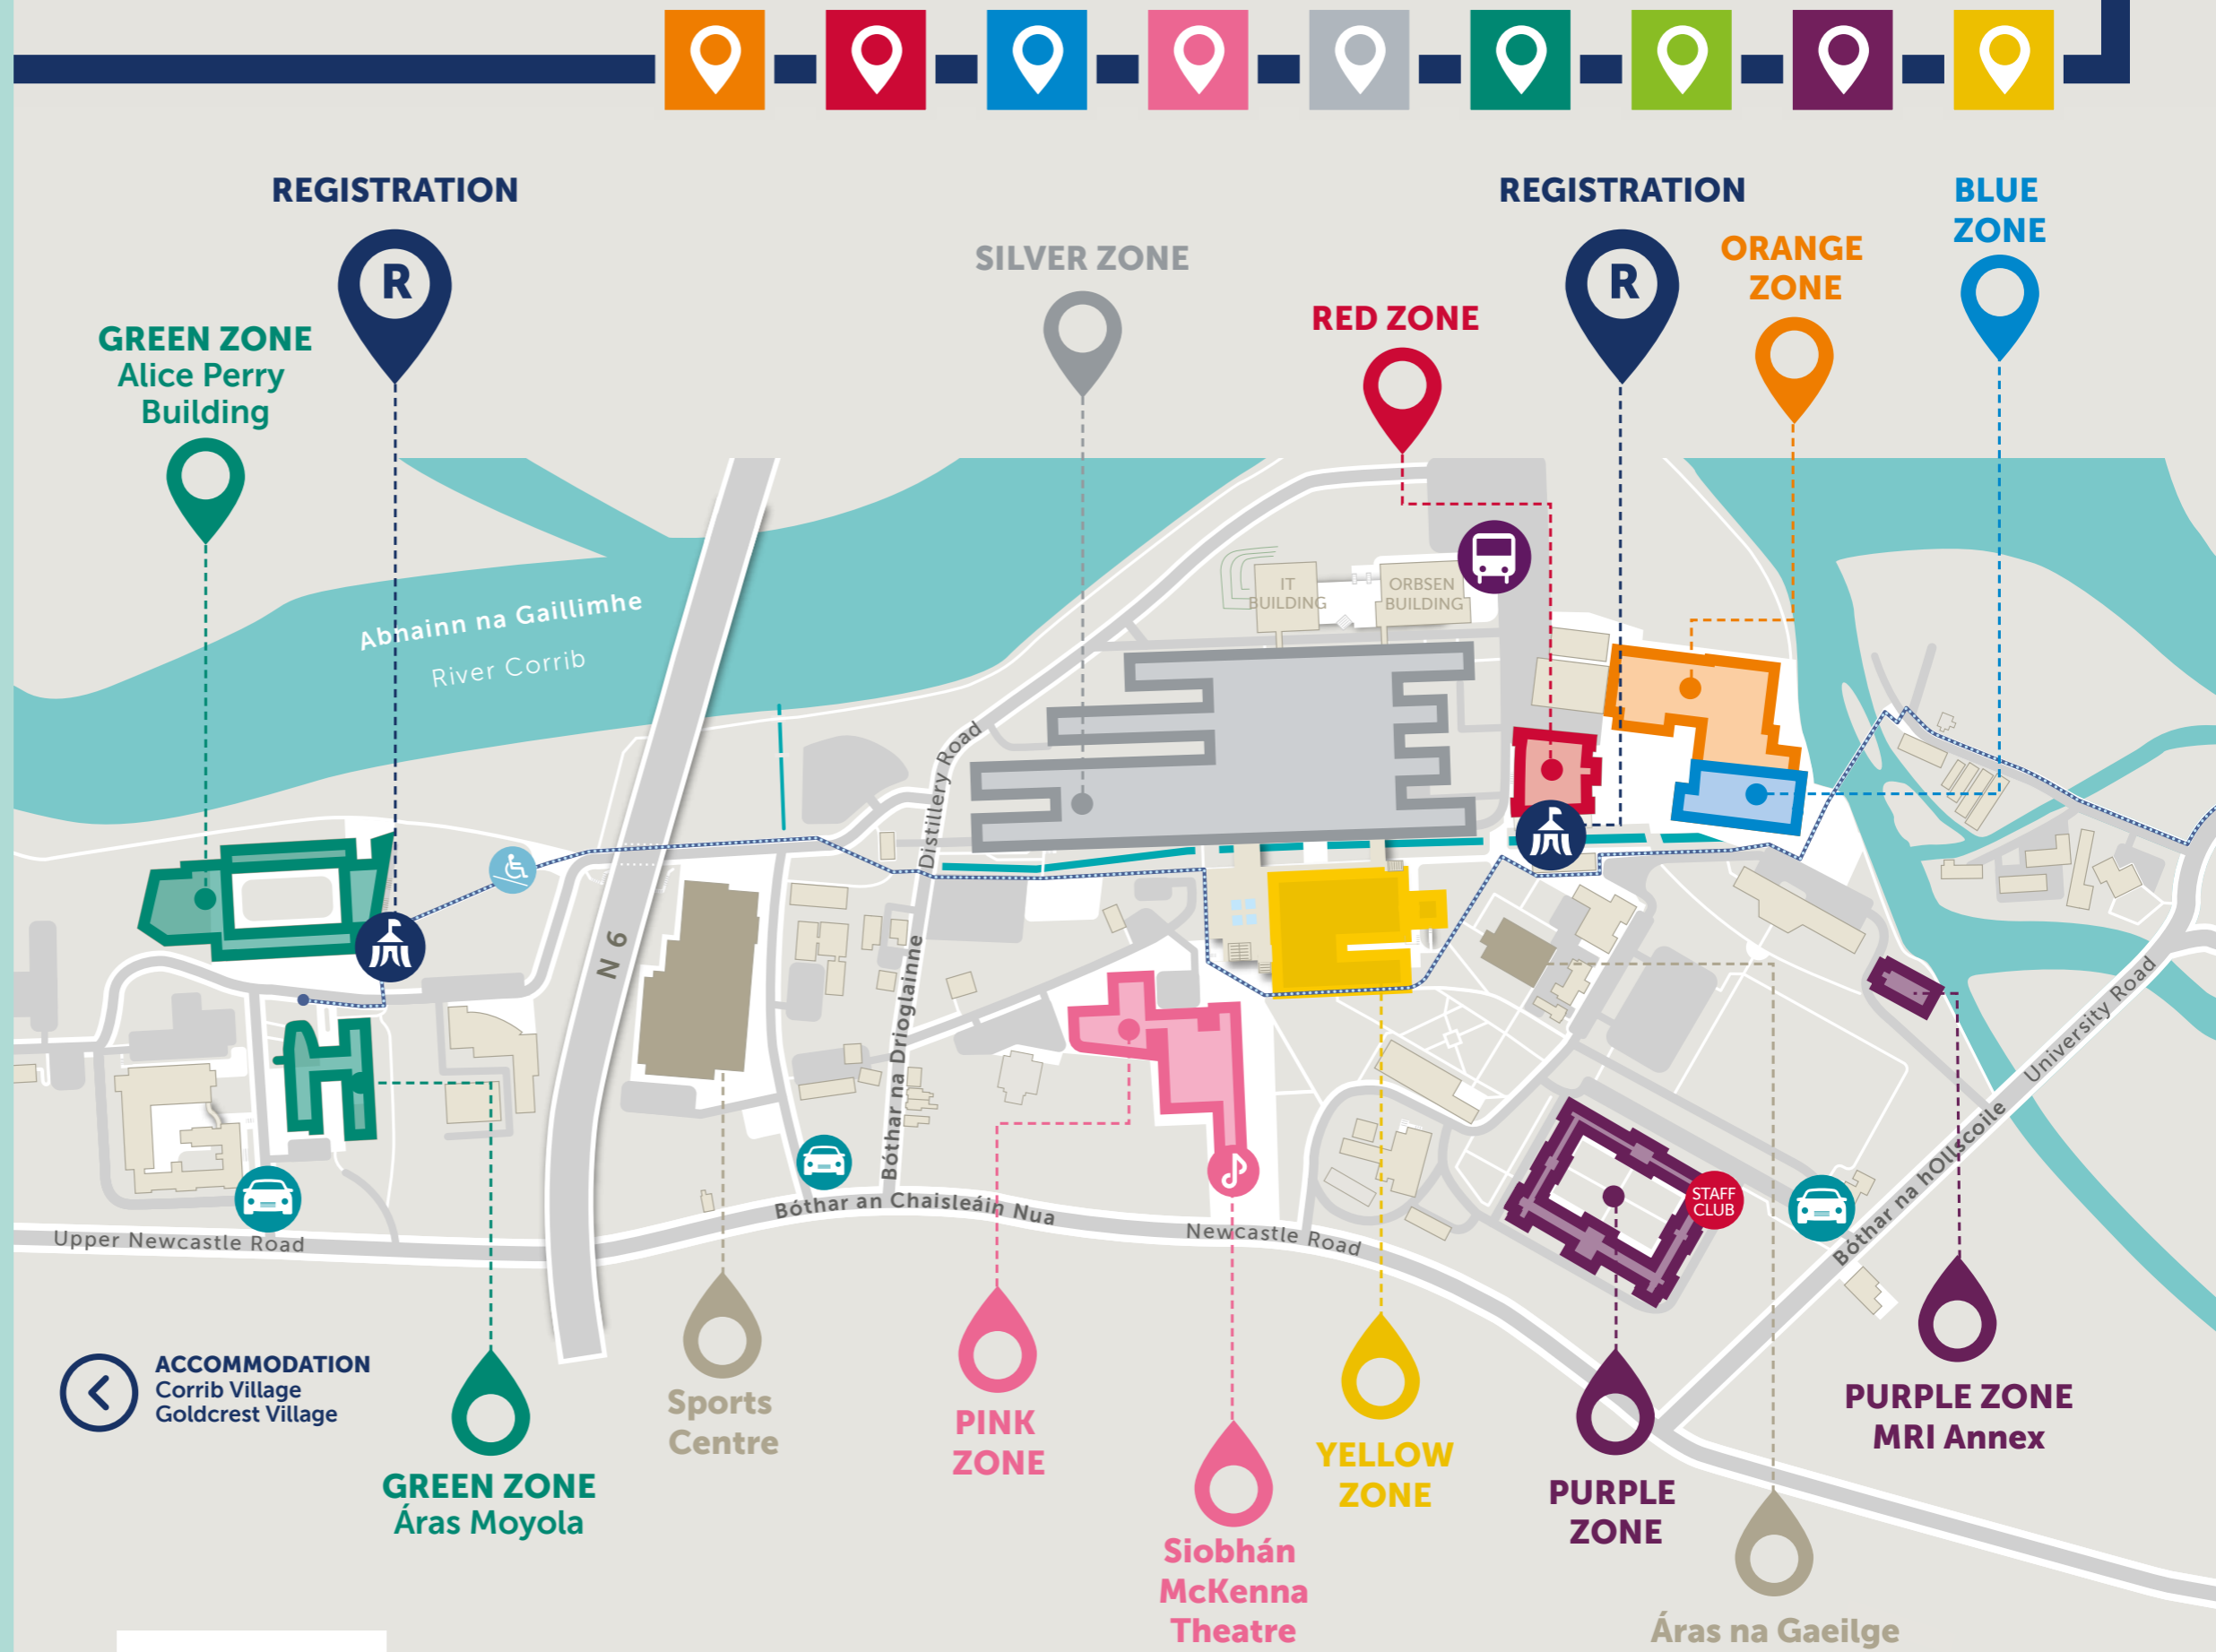 REGISTRATION
REGISTRATION
BLUE
ZONE
ORANGE
ZONE
SILVER ZONE
RED ZONE
R
R
GREEN ZONE
Alice Perry
Building
IT
BUILDING
ORBSEN
BUILDING
Abhainn na Gaillimhe
River Corrib
Distillery Road
N6
Bóthar na Drioglainne
University Road
Bóthar na hOllscoile
STAFF
CLUB
Bóthar an Chaisleáin Nua
Newcastle Road
Upper Newcastle Road
ACCOMMODATION
Corrib Village
Goldcrest Village
GREEN ZONE
Áras Moyola
Sports
Centre
PINK
ZONE
Siobhán
McKenna
Theatre
YELLOW
ZONE
PURPLE
ZONE
PURPLE ZONE
MRI Annex
Áras na Gaeilge